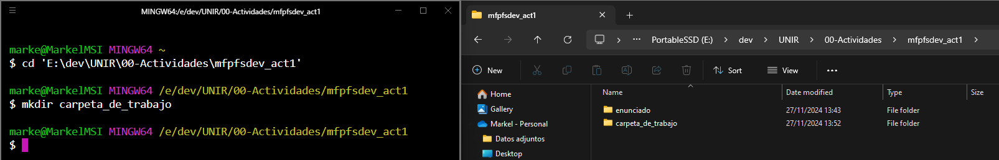 MINGW64:/e/dev/UNIR/00-Actividades/mfpfsdev_act1
marke@MarkelMSI MINGW64 ~
$ cd 'E:\dev\UNIR\00-Actividades\mfpfsdev_act1'
marke@MarkelMSI MINGW64 /e/dev/UNIR/00-Actividades/mfpfsdev_act1
$ mkdir carpeta_de_trabajo
marke@MarkelMSI MINGW64 /e/dev/UNIR/00-Actividades/mfpfsdev_act1
$
mfpfsdev_act1
PortableSSD (E:) > dev > UNIR > 00-Actividades > mfpfsdev_act1 >
New Sort View
Home
Gallery
Markel - Personal
Datos adjuntos
Desktop
Name Date modified Type Size
enunciado 27/11/2024 13:43 File folder
carpeta_de_trabajo 27/11/2024 13:52 File folder